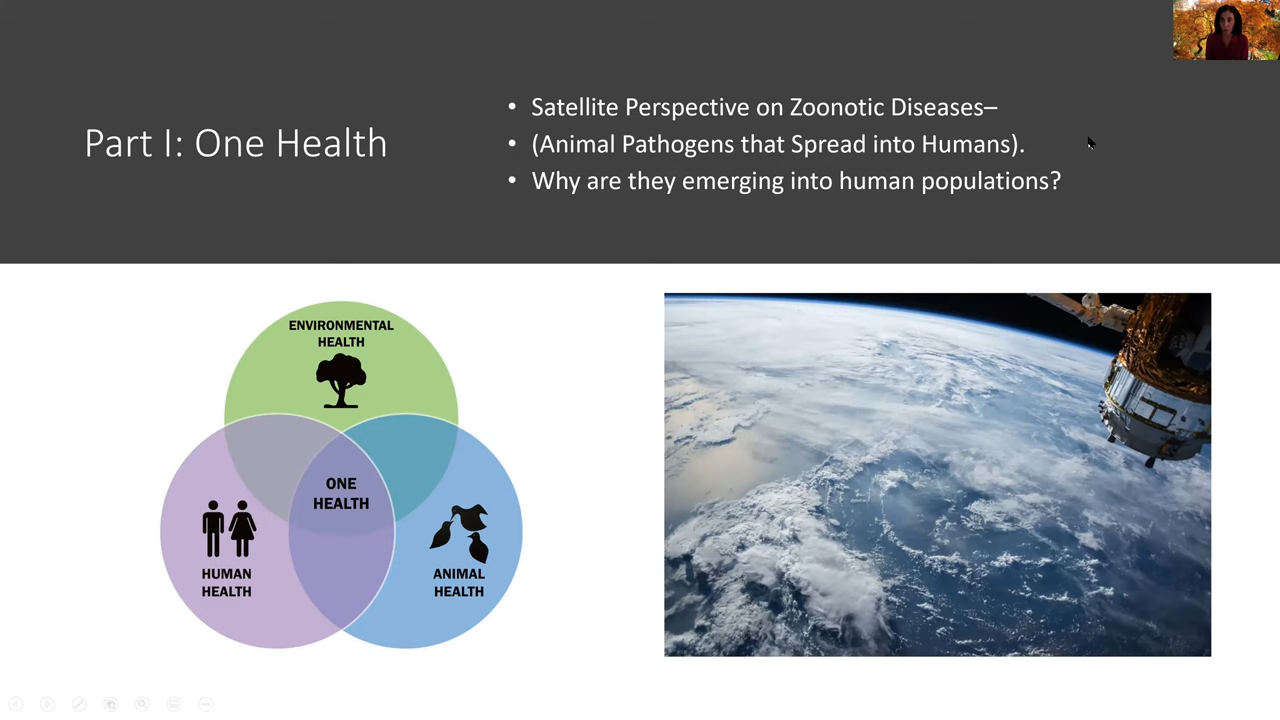 Part I: One Health
• Satellite Perspective on Zoonotic Diseases–
• (Animal Pathogens that Spread into Humans).
• Why are they emerging into human populations?
ENVIRONMENTAL
HEALTH
ONE
HEALTH
HUMAN
HEALTH
ANIMAL
HEALTH